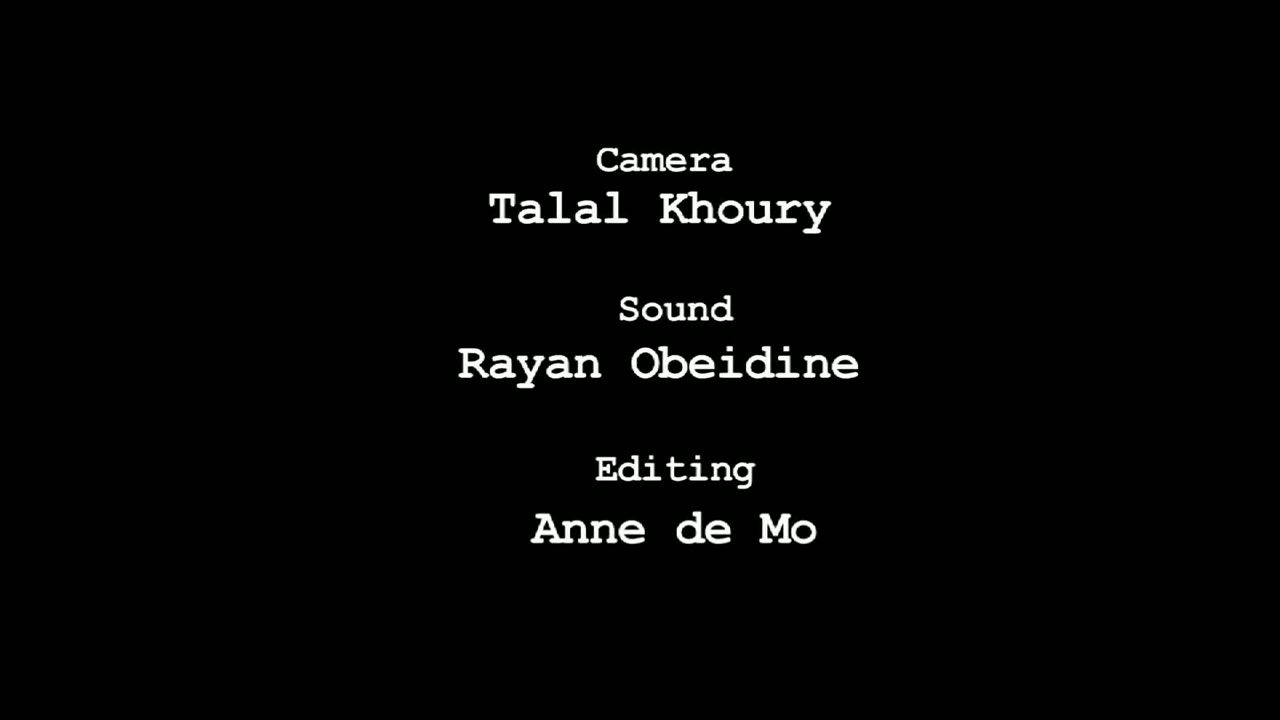 Camera
Talal Khoury
Sound
Rayan Obeidine
Editing
Anne de Mo